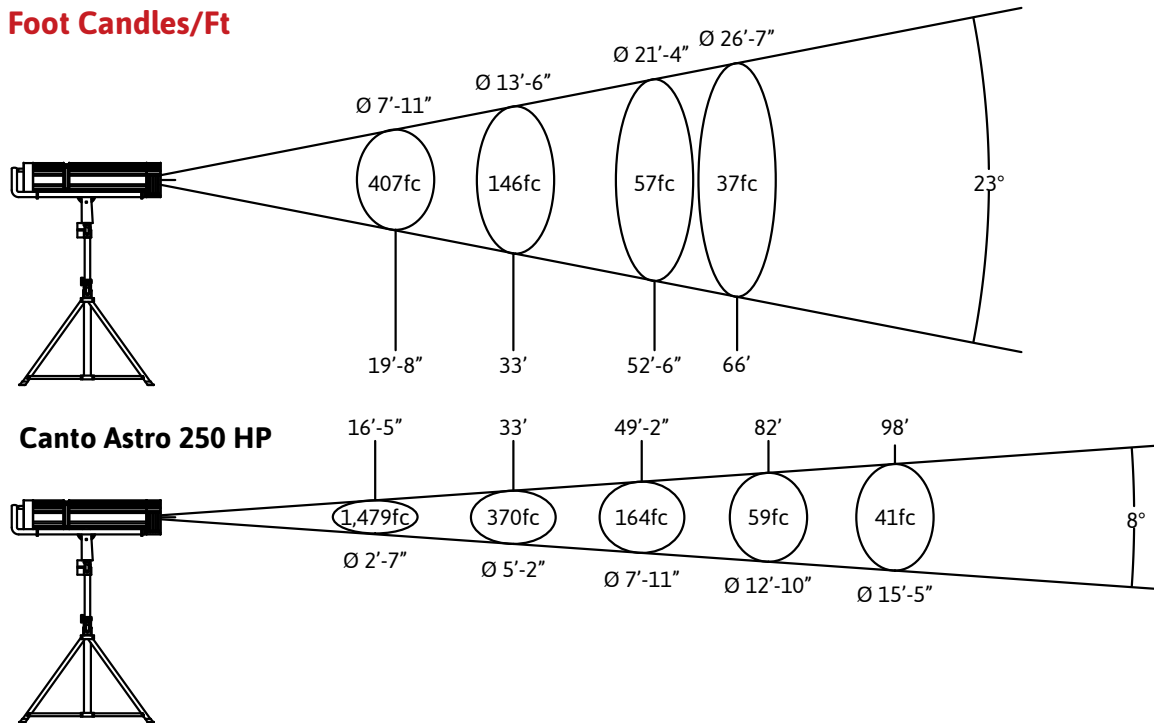 Foot Candles/Ft
Ø 7’-11” Ø 13’-6” Ø 21’-4” Ø 26’-7”
407fc 146fc 57fc 37fc 23°
19’-8” 33’ 52’-6” 66’
Canto Astro 250 HP
16’-5” 33’ 49’-2” 82’ 98’
1,479fc 370fc 164fc 59fc 41fc 8°
Ø 2’-7” Ø 5’-2” Ø 7’-11” Ø 12’-10” Ø 15’-5”